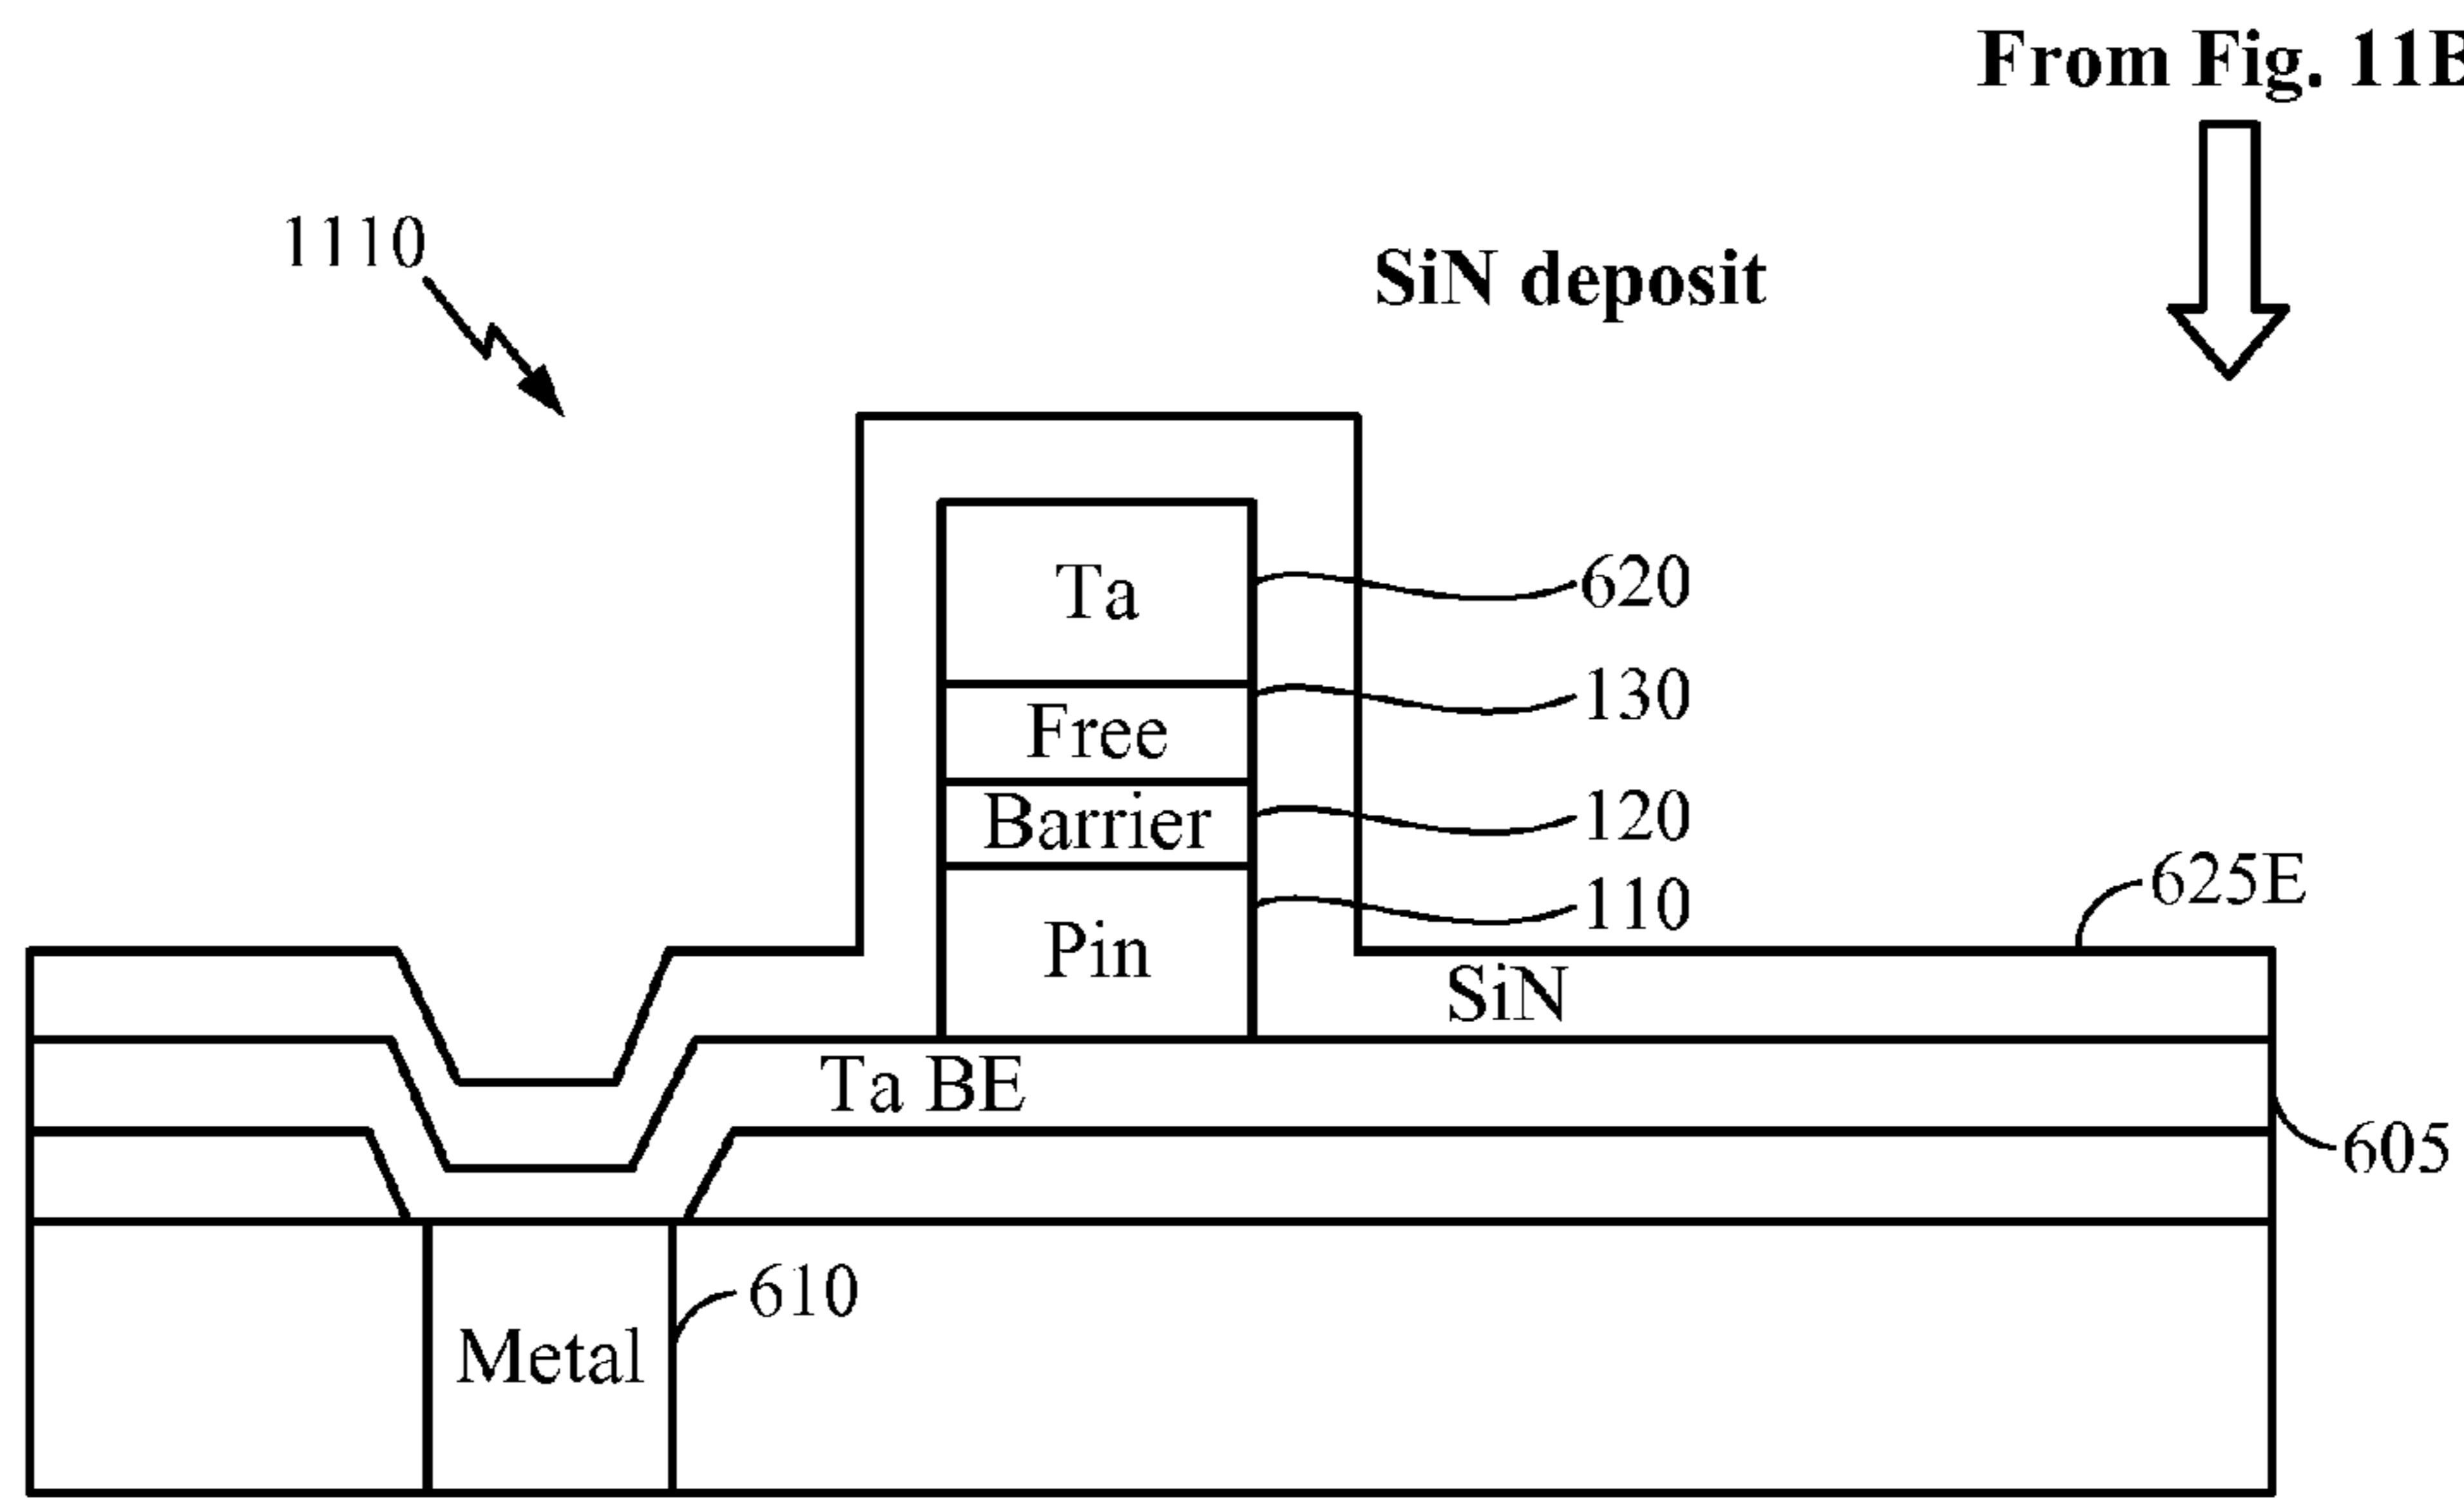 From Fig. 11B
1110
SiN deposit
Ta
620
Free
130
Barrier
120
Pin
110
625E
SiN
Ta BE
605
610
Metal